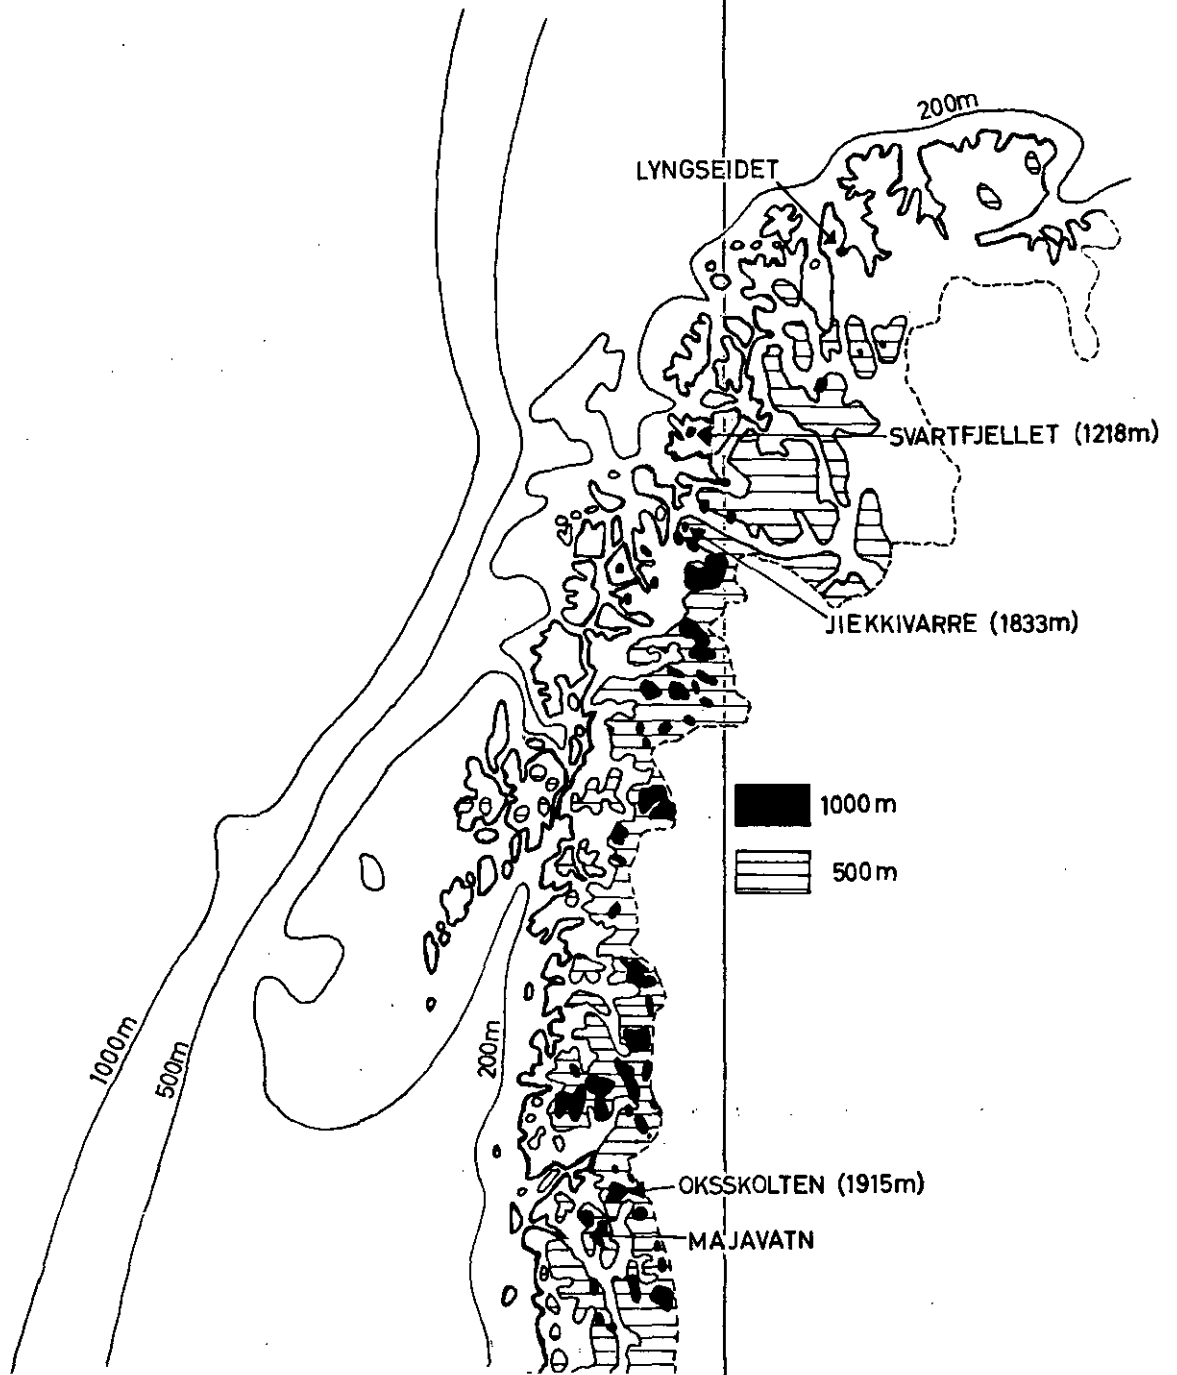 200m
LYNGSEIDET
SVARTFJELLET (1218m)
JIEKKIVARRE (1833m)
1000 m
500 m
1000m
500m
200m
OKSSKOLTEN (1915m)
MAJAVATN